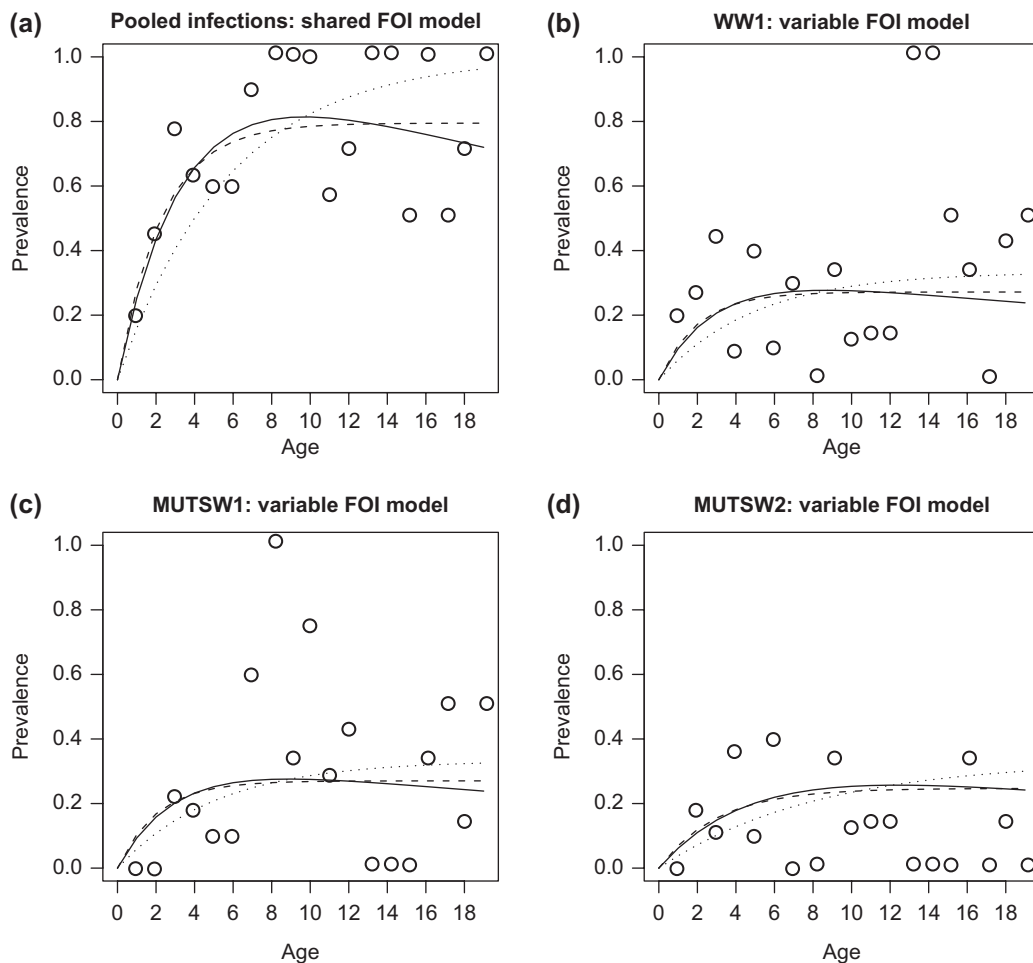 (a) Pooled infections: shared FOI model
Prevalence
1.0
0.8
0.6
0.4
0.2
0.0
0 2 4 6 8 10 12 14 16 18
Age
(b) WW1: variable FOI model
Prevalence
1.0
0.8
0.6
0.4
0.2
0.0
0 2 4 6 8 10 12 14 16 18
Age
(c) MUTSW1: variable FOI model
Prevalence
1.0
0.8
0.6
0.4
0.2
0.0
0 2 4 6 8 10 12 14 16 18
Age
(d) MUTSW2: variable FOI model
Prevalence
1.0
0.8
0.6
0.4
0.2
0.0
0 2 4 6 8 10 12 14 16 18
Age